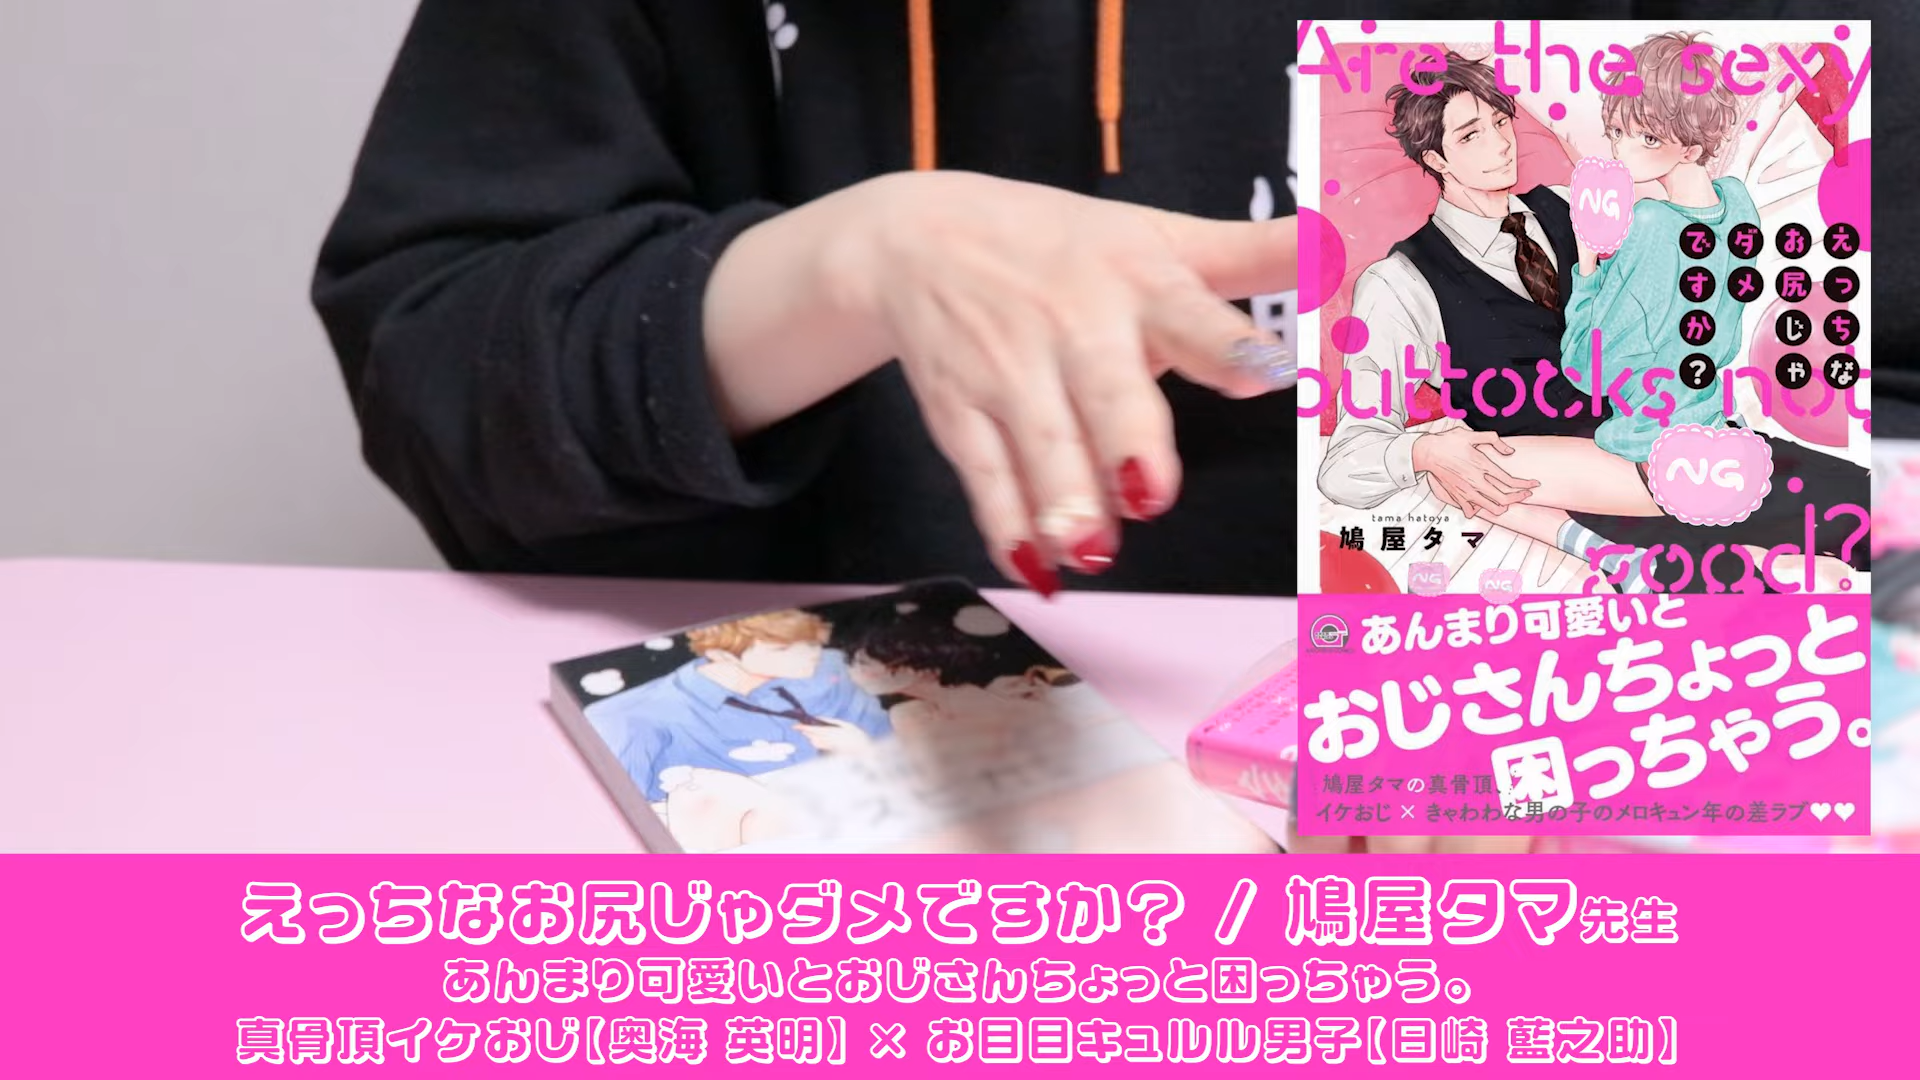 Are the sexy
buttocks not
good?
えっちな
お尻じゃ
ダメ
ですか?
NG
NG
tama hatoya
鳩屋タマ
NG
NG
あんまり可愛いと
おじさんちょっと
困っちゃう。
鳩屋タマの真骨頂、
イケおじ×きゃわわな男の子のメロキュン年の差ラブ♥♥
えっちなお尻じゃダメですか? / 鳩屋タマ先生
あんまり可愛いとおじさんちょっと困っちゃう。
真骨頂イケおじ【奥海 英明】 × お目目キュルル男子【日崎 藍之助】